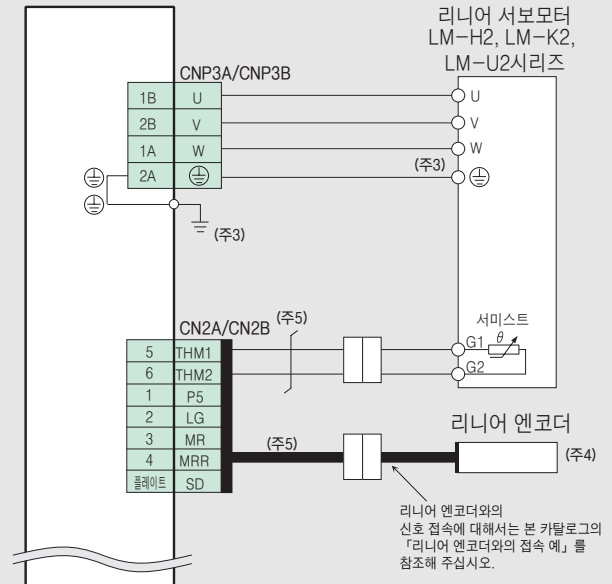 리니어 서보모터
LM-H2, LM-K2,
LM-U2시리즈
CNP3A/CNP3B
1B U
2B V
1A W
2A
U
V
W
(주3)
(주3)
CN2A/CN2B
(주5)
5 THM1
6 THM2
1 P5
2 LG
3 MR
4 MRR
플레이트 SD
서미스트
G1 θ
G2
(주5)
리니어 엔코더
(주4)
리니어 엔코더와의
신호 접속에 대해서는 본 카탈로그의
「리니어 엔코더와의 접속 예」를
참조해 주십시오.